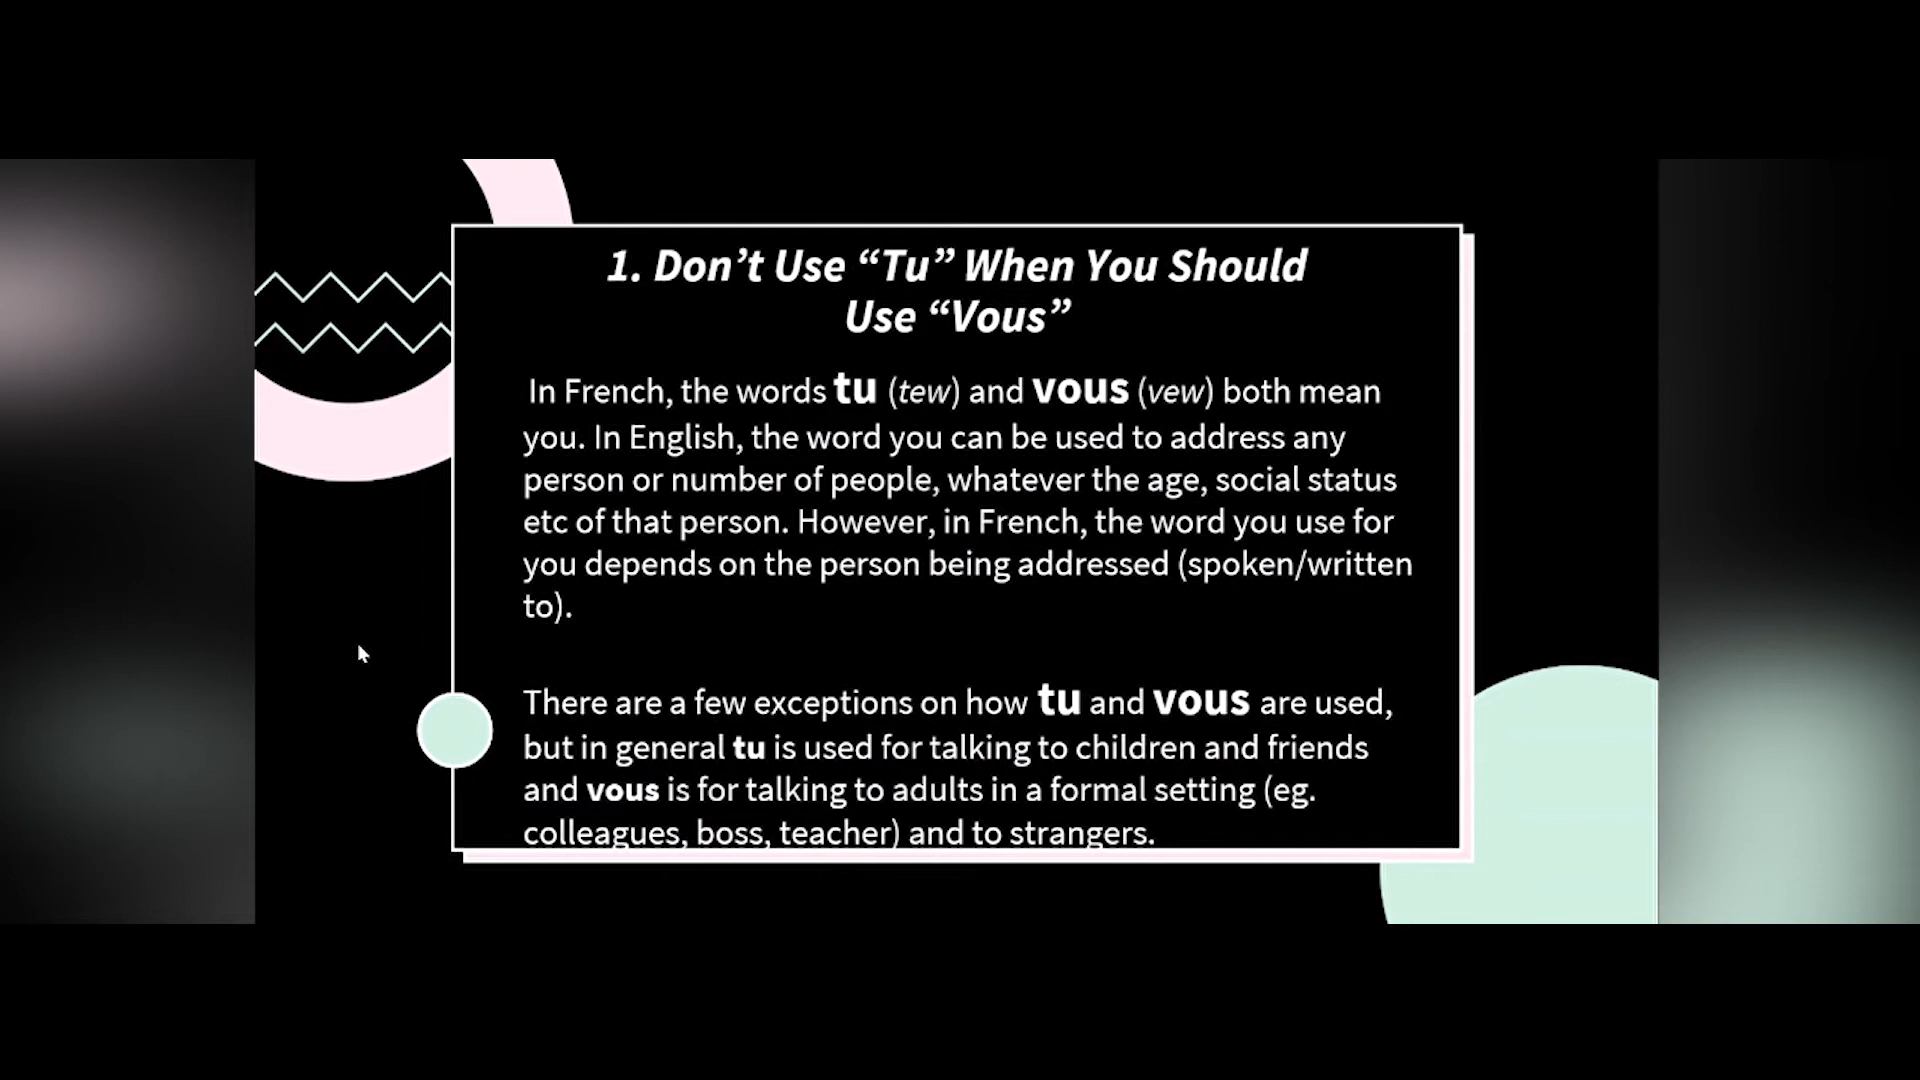 1. Don’t Use “Tu” When You Should
Use “Vous”
In French, the words tu (tew) and vous (vew) both mean
you. In English, the word you can be used to address any
person or number of people, whatever the age, social status
etc of that person. However, in French, the word you use for
you depends on the person being addressed (spoken/written
to).
There are a few exceptions on how tu and vous are used,
but in general tu is used for talking to children and friends
and vous is for talking to adults in a formal setting (eg.
colleagues, boss, teacher) and to strangers.